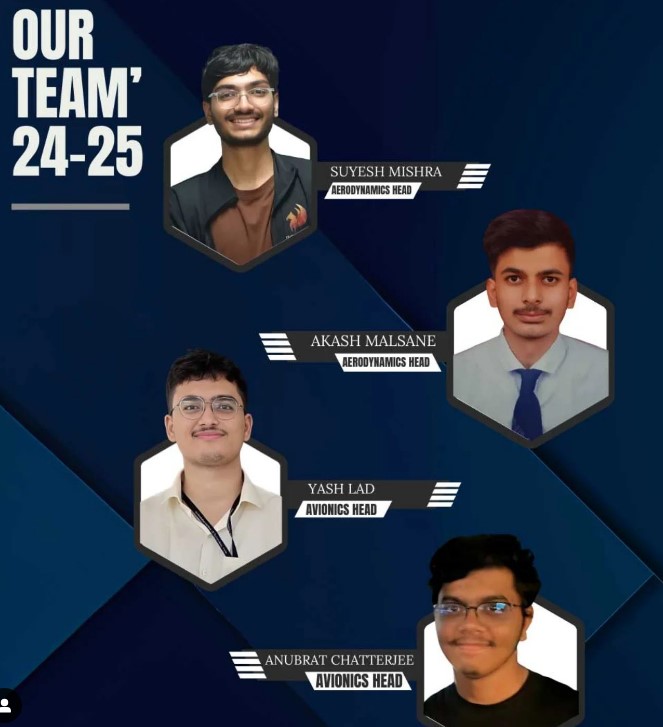 OUR
TEAM’
24-25
SUYESH MISHRA
AERODYNAMICS HEAD
AKASH MALSANE
AERODYNAMICS HEAD
YASH LAD
AVIONICS HEAD
ANUBRAT CHATTERJEE
AVIONICS HEAD